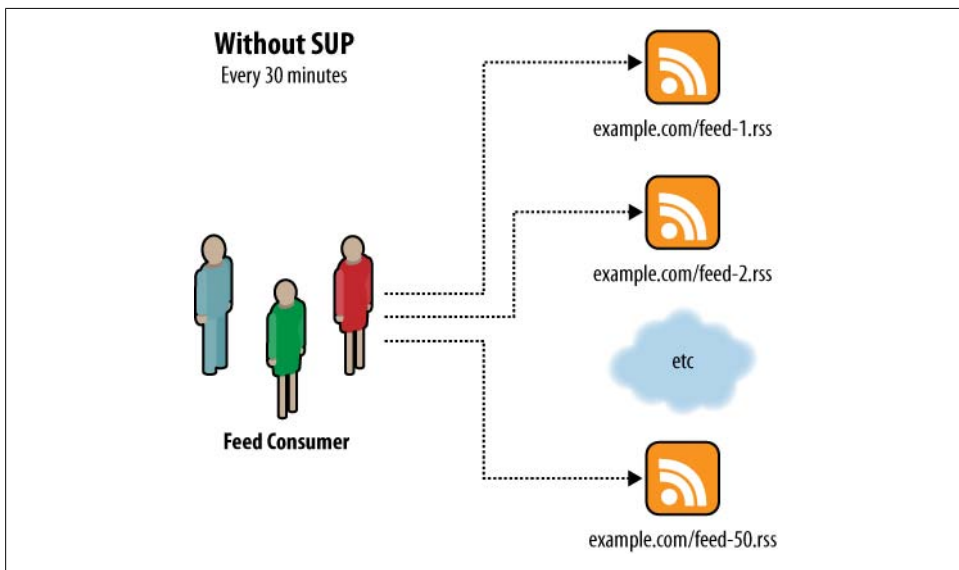 Without SUP
Every 30 minutes
example.com/feed-1.rss
example.com/feed-2.rss
etc
Feed Consumer
example.com/feed-50.rss